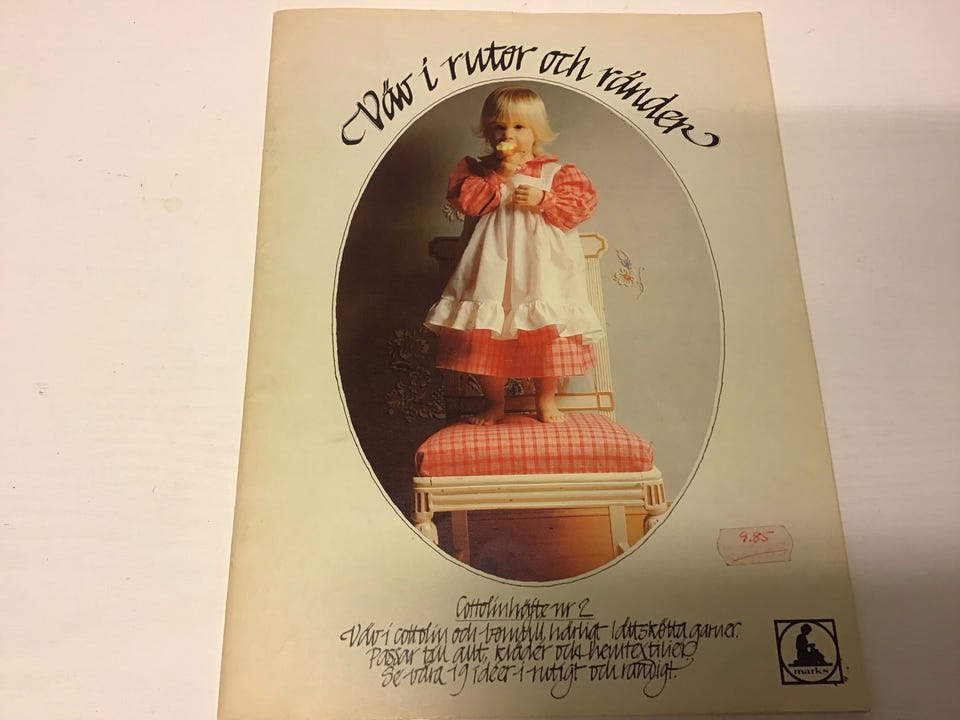 Väv i rutor och ränder
9.85
Cottolinhäfte nr 2
Väv i cottolin och bomull, härligt lättskötta garner.
Passar till allt, kläder och hemtextilier.
Se våra 19 idéer i rutigt och randigt.
marks